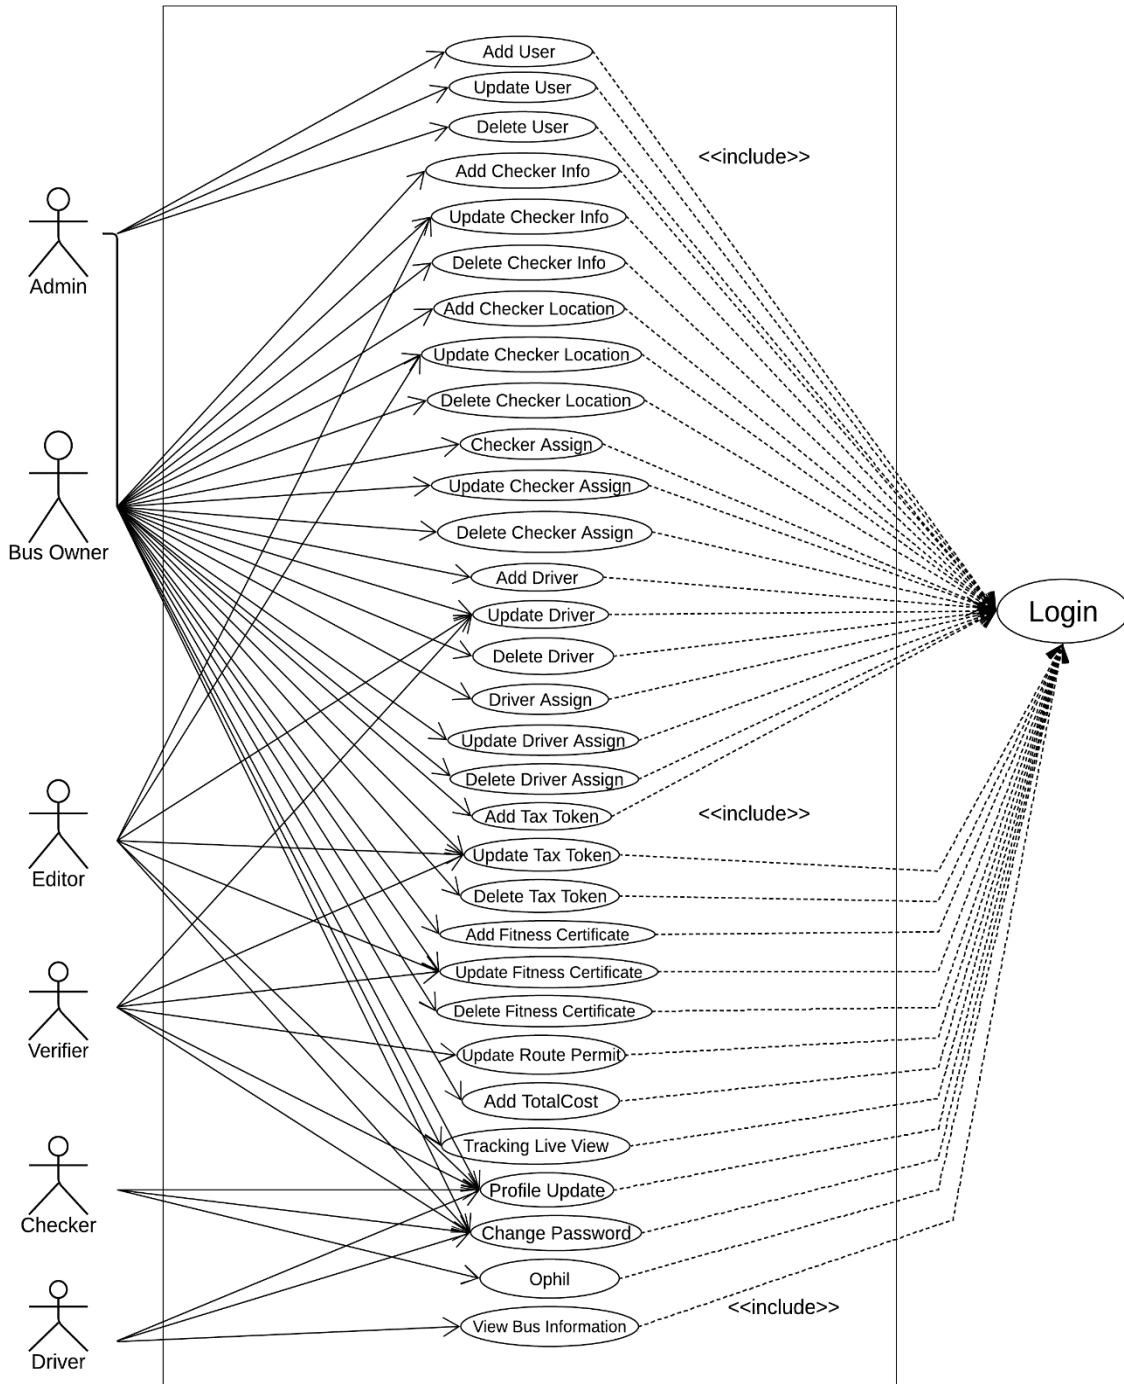 Add User
Update User
Delete User
<<include>>
Add Checker Info
Update Checker Info
Delete Checker Info
Admin
Add Checker Location
Update Checker Location
Delete Checker Location
Checker Assign
Update Checker Assign
Delete Checker Assign
Bus Owner
Add Driver
Update Driver
Login
Delete Driver
Driver Assign
Update Driver Assign
Delete Driver Assign
Add Tax Token
<<include>>
Update Tax Token
Editor
Delete Tax Token
Add Fitness Certificate
Update Fitness Certificate
Delete Fitness Certificate
Verifier
Update Route Permit
Add TotalCost
Tracking Live View
Profile Update
Checker
Change Password
Ophil
<<include>>
View Bus Information
Driver